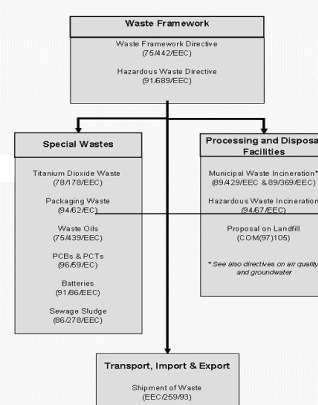 Waste Framework
Waste Framework Directive
(75/442/EEC)
Hazardous Waste Directive
(91/689/EEC)
Special Wastes
Titanium Dioxide Waste
(78/178/EEC)
Packaging Waste
(94/62/EC)
Waste Oils
(75/439/EEC)
PCBs & PCTs
(96/59/EC)
Batteries
(91/86/EEC)
Sewage Sludge
(86/278/EEC)
Processing and Disposa
Facilities
Municipal Waste Incineration*
(89/429/EEC & 89/369/EEC)
Hazardous Waste Incineration
(94/67/EEC)
Proposal on Landfill
(COM(97)105)
* See also directives on air quality
and groundwater
Transport, Import & Export
Shipment of Waste
(EEC/259/93)